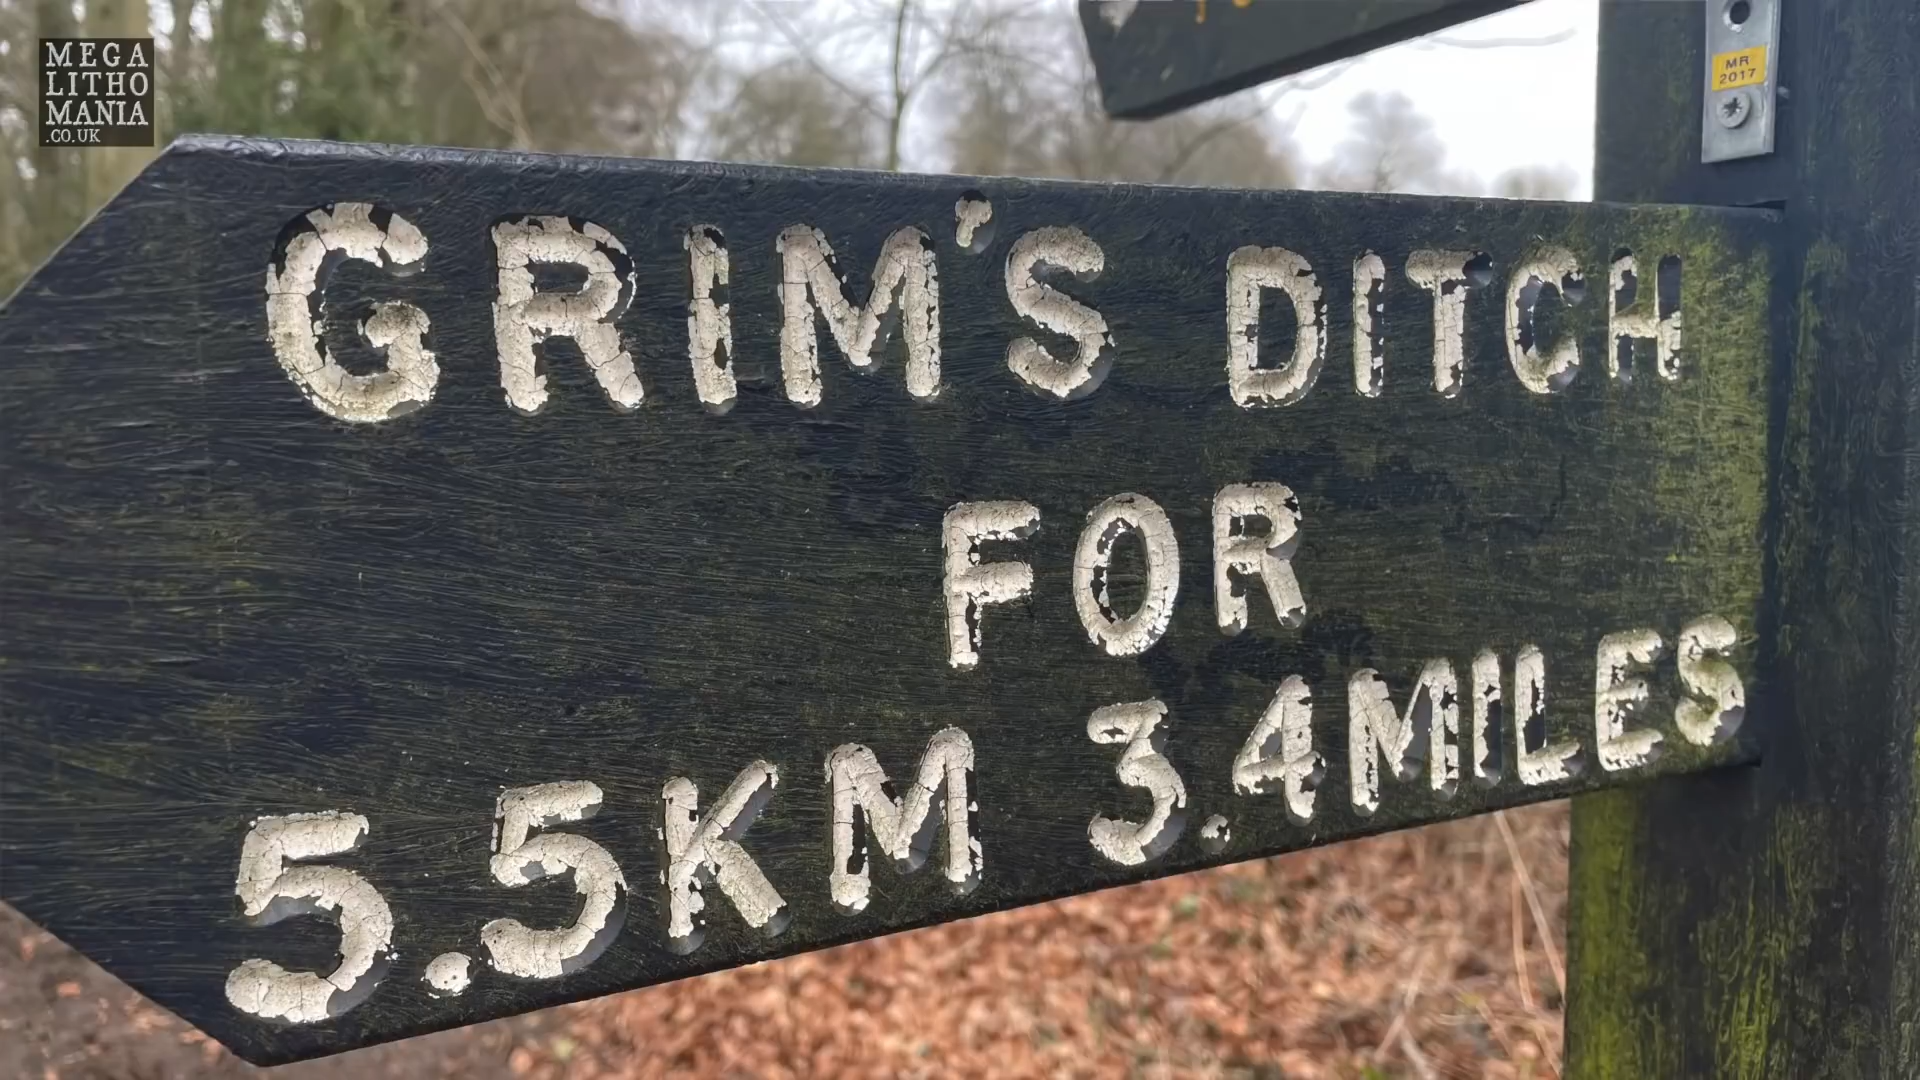 MEGA
LITHO
MANIA
.CO.UK
MR
2017
GRIM'S DITCH
FOR
5.5KM 3.4MILES